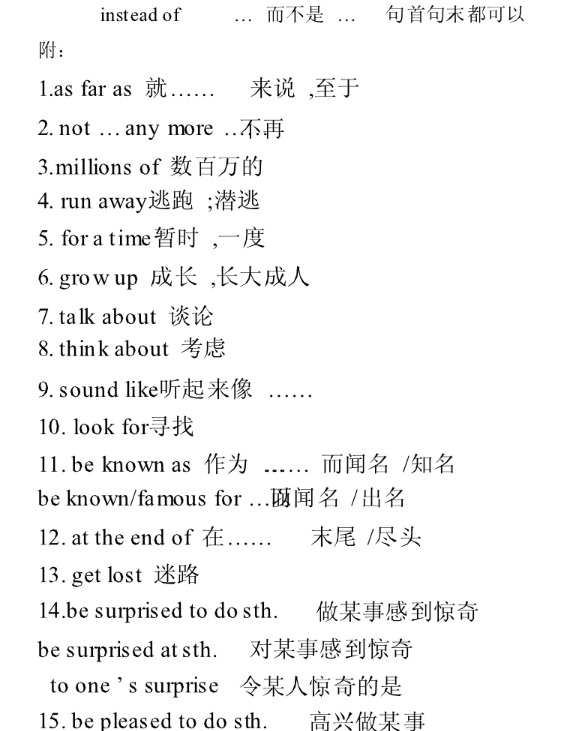 instead of … 而不是 … 句首句末都可以
附：
1.as far as 就…… 来说 ,至于
2. not … any more …不再
3.millions of 数百万的
4. run away逃跑 ;潜逃
5. for a time暂时 ,一度
6. grow up 成长 ,长大成人
7. talk about 谈论
8. think about 考虑
9. sound like听起来像 ……
10. look for寻找
11. be known as 作为 …… 而闻名 /知名
be known/famous for …而闻名 /出名
12. at the end of 在…… 末尾 /尽头
13. get lost 迷路
14.be surprised to do sth. 做某事感到惊奇
be surprised at sth. 对某事感到惊奇
to one ’ s surprise 令某人惊奇的是
15. be pleased to do sth. 高兴做某事